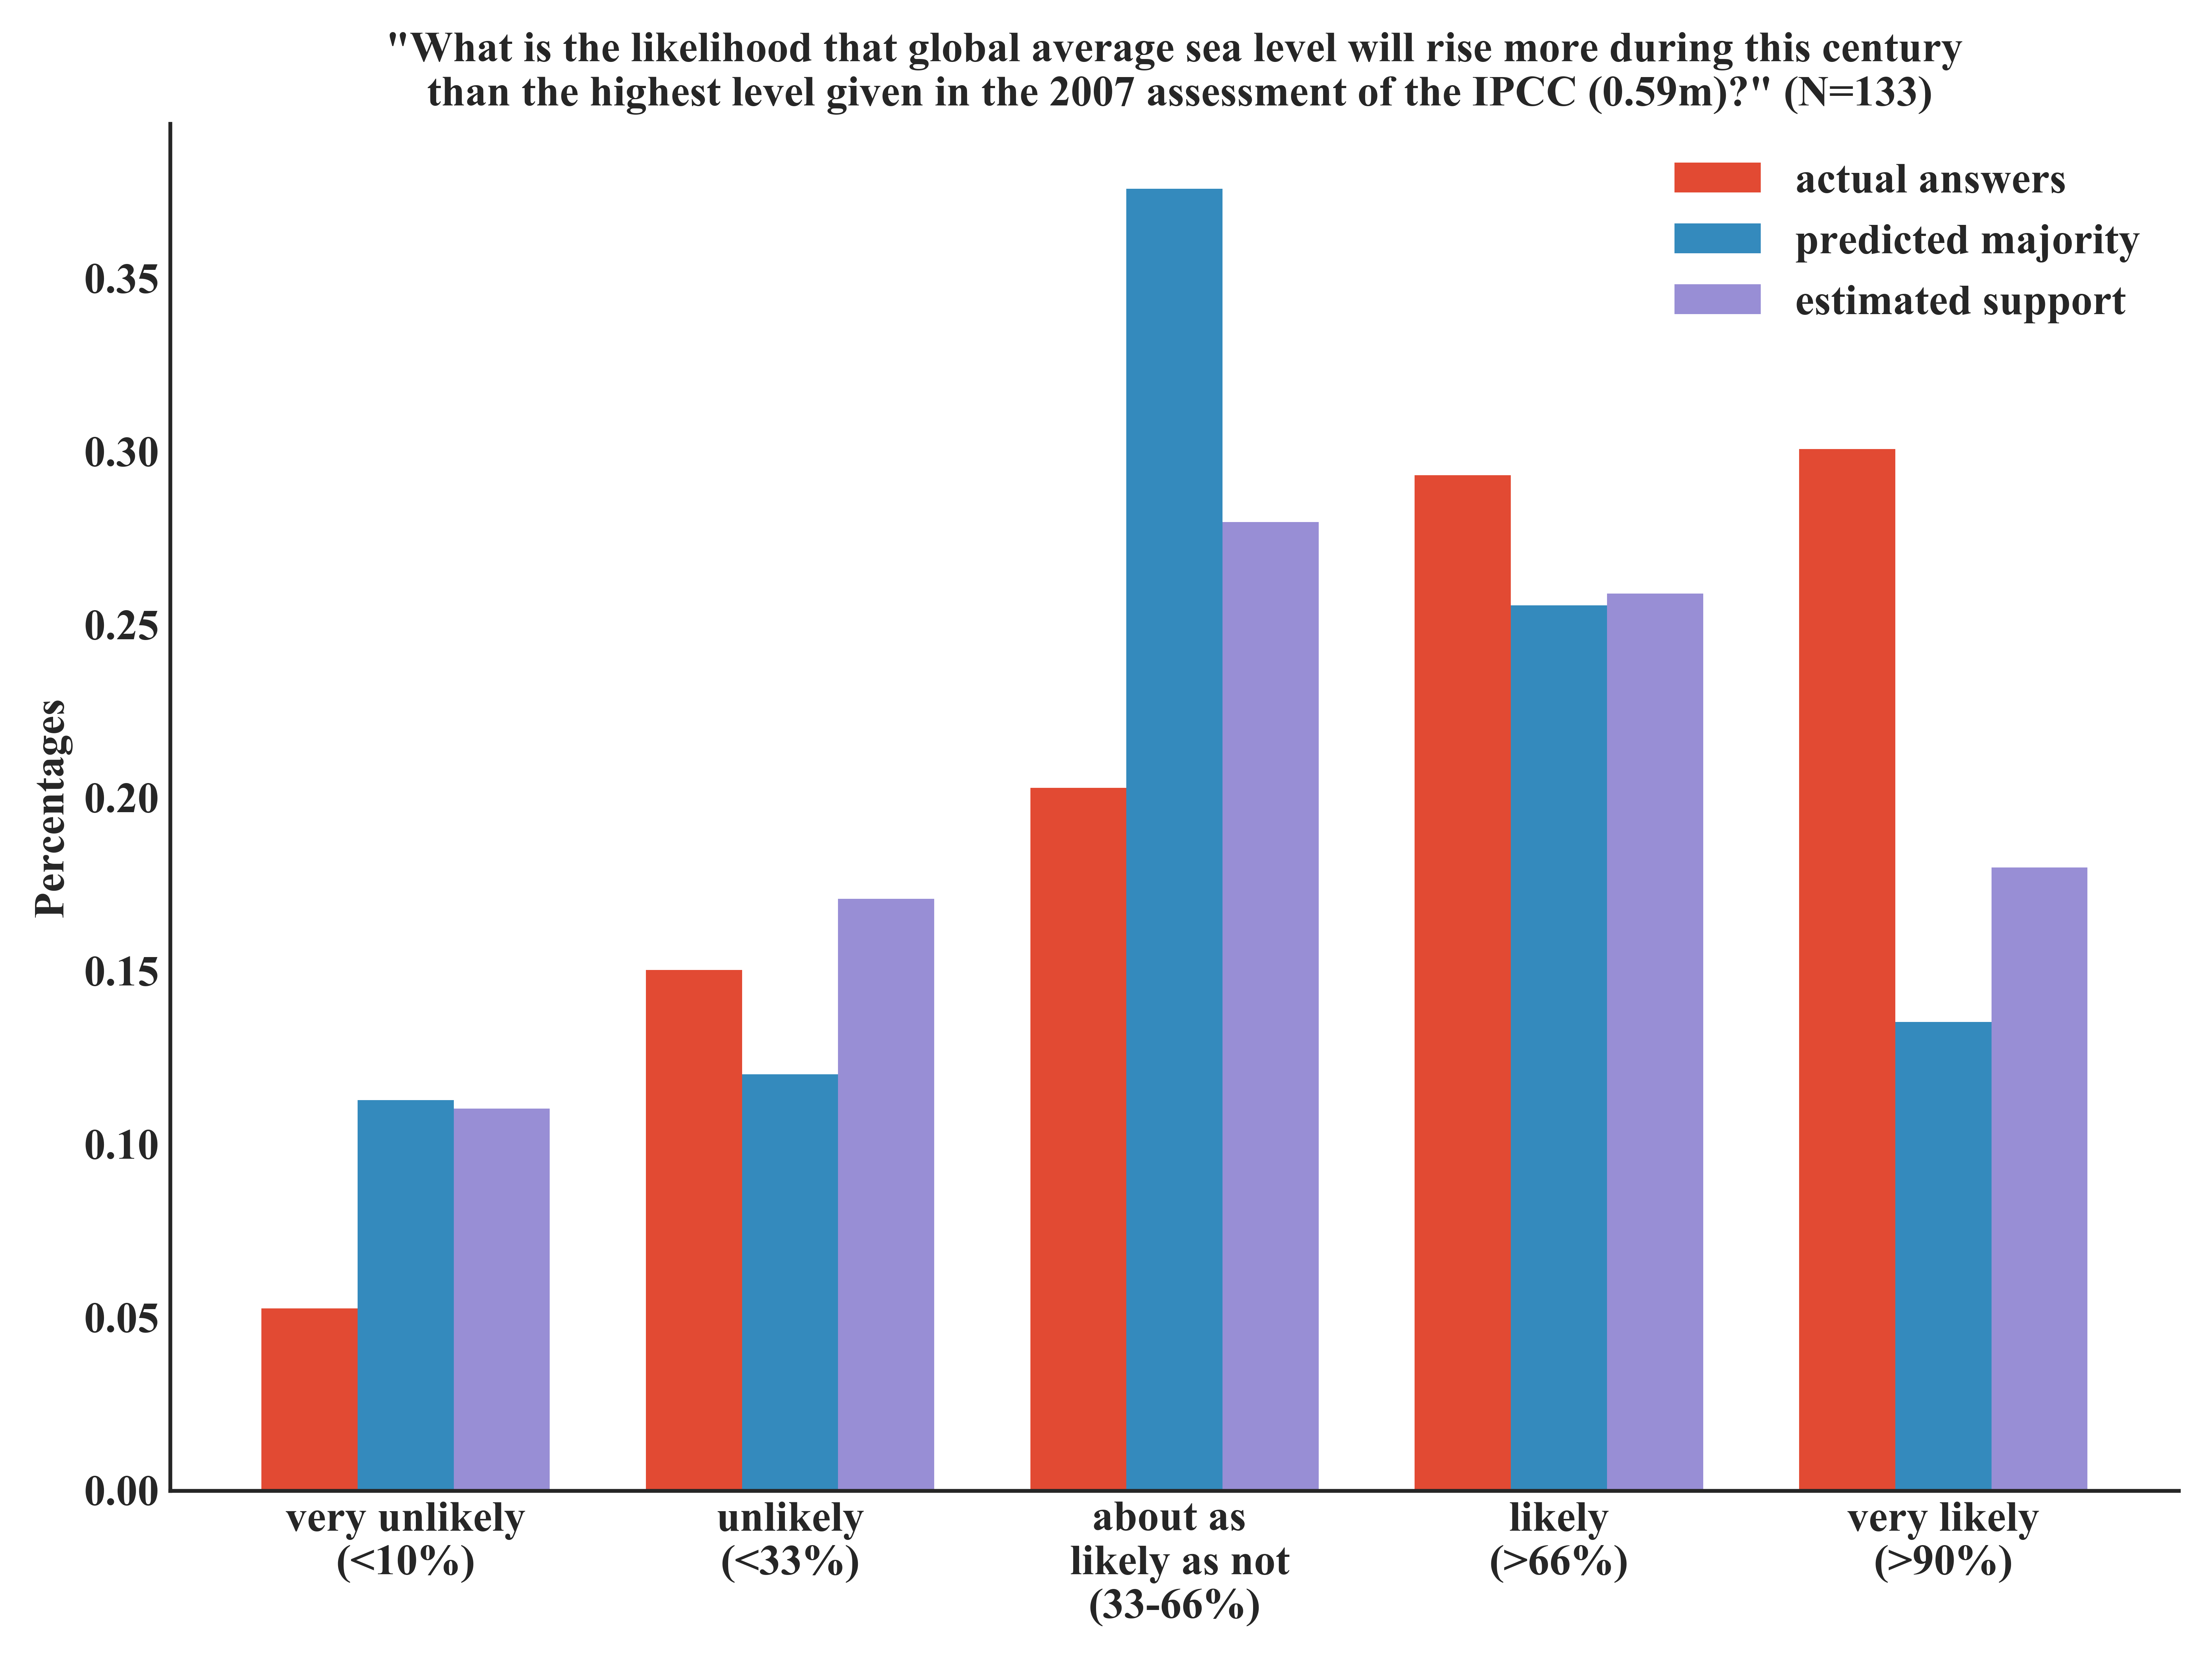 "What is the likelihood that global average sea level will rise more during this century
than the highest level given in the 2007 assessment of the IPCC (0.59m)?" (N=133)
actual answers
predicted majority
estimated support
Percentages
0.35
0.30
0.25
0.20
0.15
0.10
0.05
0.00
very unlikely
(<10%)
unlikely
(<33%)
about as
likely as not
(33-66%)
likely
(>66%)
very likely
(>90%)